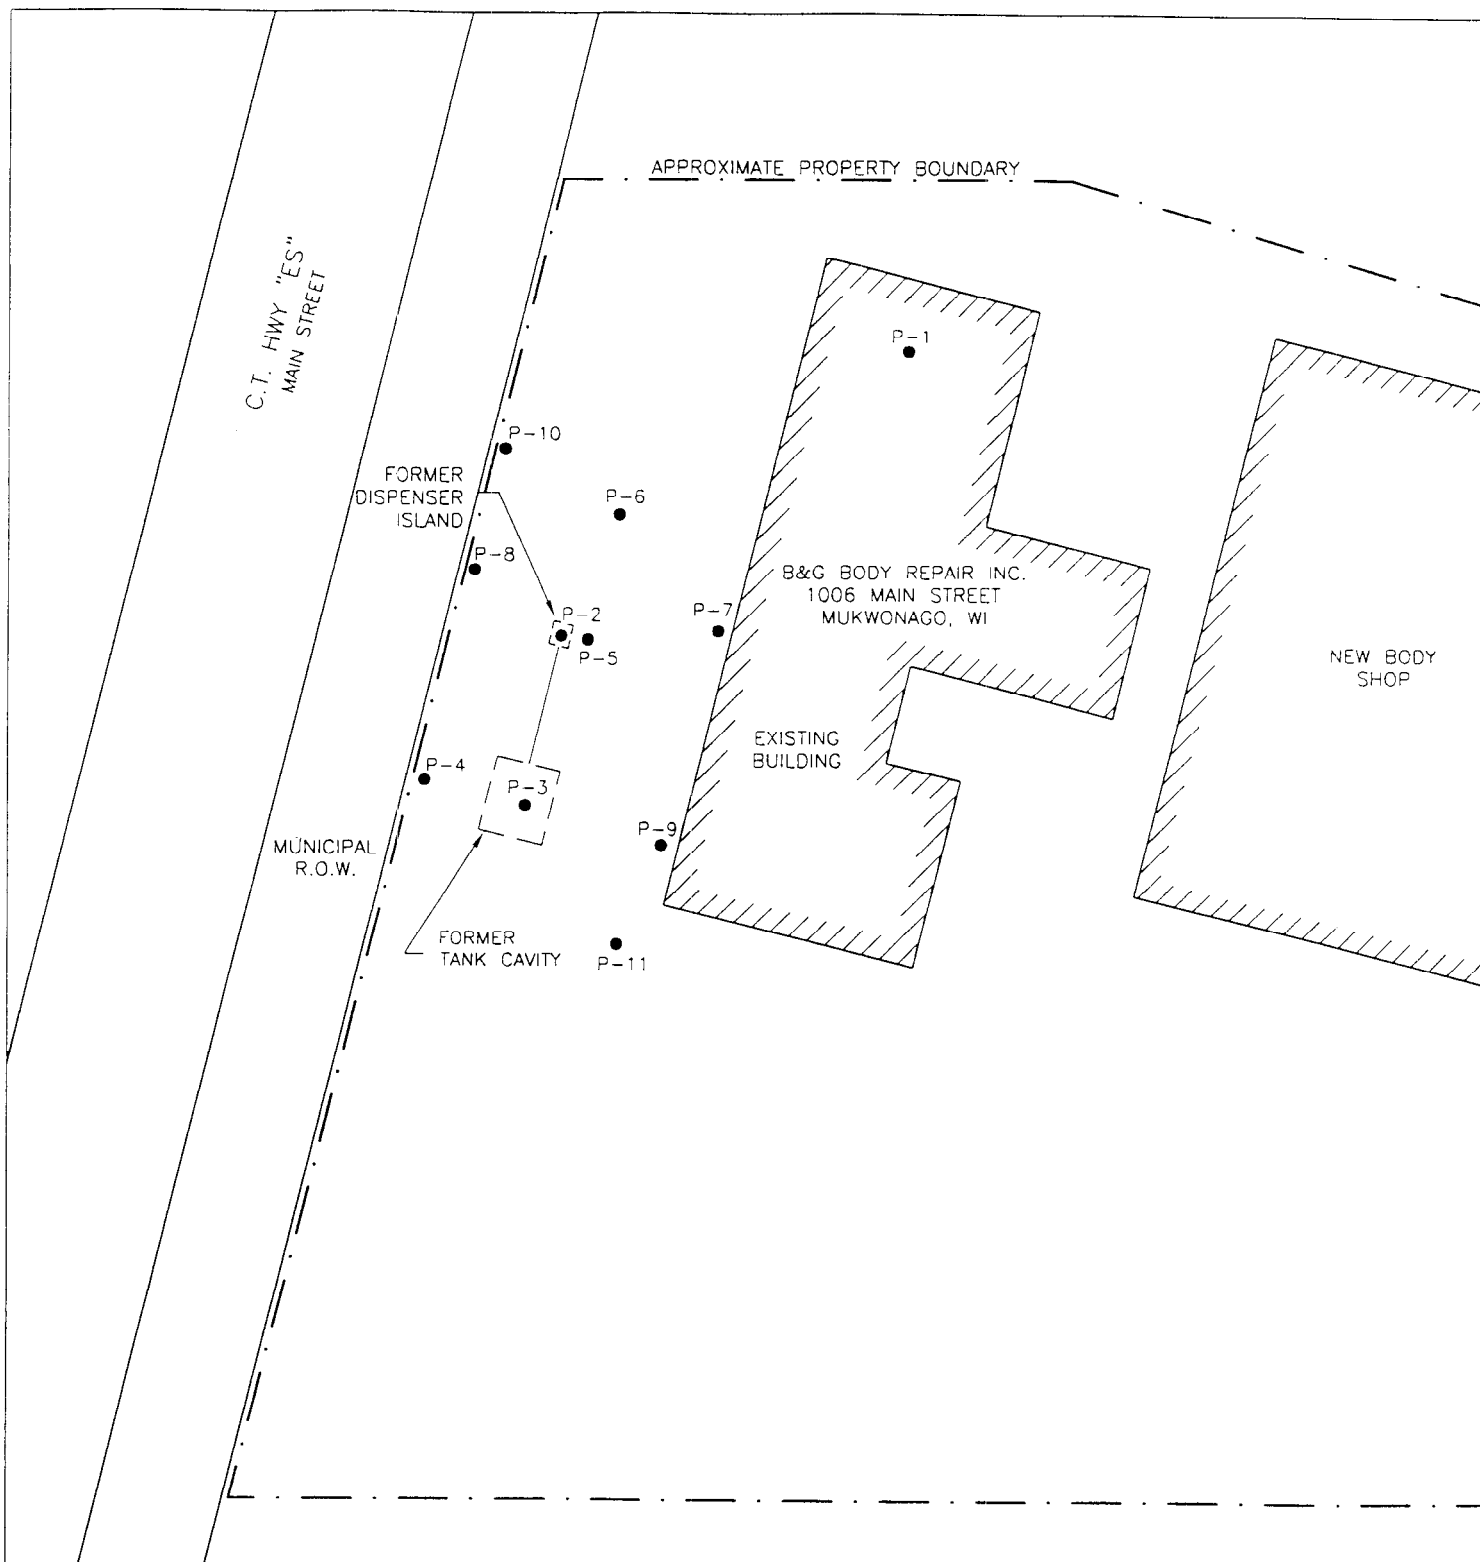 APPROXIMATE PROPERTY BOUNDARY
C.T. HWY "ES"
MAIN STREET
P-1
P-10
FORMER
DISPENSER
ISLAND
P-6
P-8
B&G BODY REPAIR INC.
1006 MAIN STREET
MUKWONAGO, WI
P-2
P-7
P-5
NEW BODY
SHOP
EXISTING
BUILDING
P-4
P-3
P-9
MUNICIPAL
R.O.W.
FORMER
TANK CAVITY
P-11